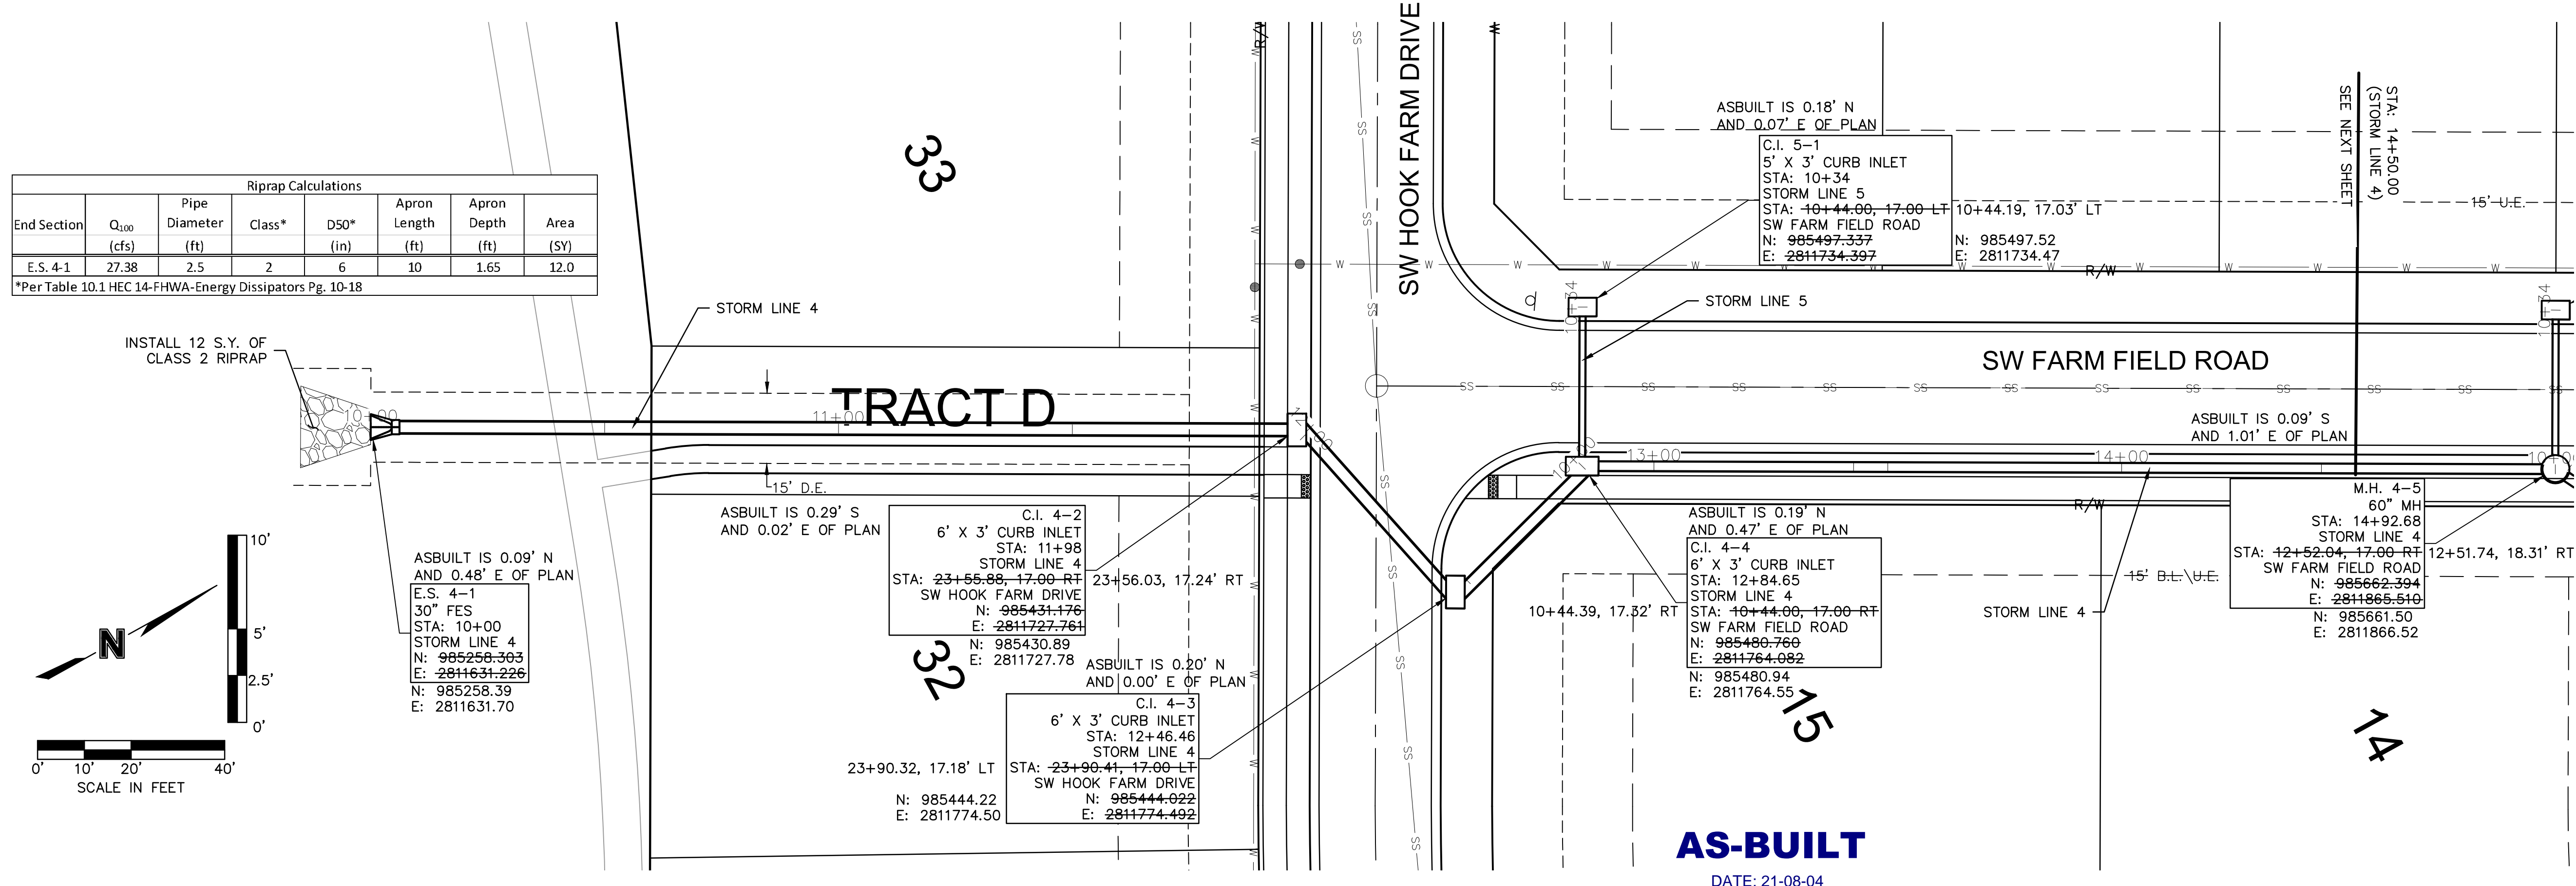 Riprap Calculations
End Section Q100 (cfs) Pipe Diameter (ft) Class* D50* (in) Apron Length (ft) Apron Depth (ft) Area (SY)
E.S. 4-1 27.38 2.5 2 6 10 1.65 12.0
*Per Table 10.1 HEC 14-FHWA-Energy Dissipators Pg. 10-18
INSTALL 12 S.Y. OF
CLASS 2 RIPRAP
STORM LINE 4
10+00
11+00
TRACT D
15' D.E.
33
32
ASBUILT IS 0.09' N
AND 0.48' E OF PLAN
E.S. 4-1
30" FES
STA: 10+00
STORM LINE 4
N: 985258.303
E: 2811631.226
N: 985258.39
E: 2811631.70
N
10'
5'
2.5'
0'
0' 10' 20' 40'
SCALE IN FEET
ASBUILT IS 0.29' S
AND 0.02' E OF PLAN
C.I. 4-2
6' X 3' CURB INLET
STA: 11+98
STORM LINE 4
STA: 23+55.88, 17.00 RT 23+56.03, 17.24' RT
SW HOOK FARM DRIVE
N: 985431.176
E: 2811727.761
N: 985430.89
E: 2811727.78
ASBUILT IS 0.20' N
AND 0.00' E OF PLAN
C.I. 4-3
6' X 3' CURB INLET
STA: 12+46.46
STORM LINE 4
23+90.32, 17.18' LT STA: 23+90.41, 17.00 LT
SW HOOK FARM DRIVE
N: 985444.22 N: 985444.022
E: 2811774.50 E: 2811774.492
R/W
SW HOOK FARM DRIVE
W
SS
ASBUILT IS 0.18' N
AND 0.07' E OF PLAN
C.I. 5-1
5' X 3' CURB INLET
STA: 10+34
STORM LINE 5
STA: 10+44.00, 17.00 LT 10+44.19, 17.03' LT
SW FARM FIELD ROAD
N: 985497.337 N: 985497.52
E: 2811734.397 E: 2811734.47
R/W
10+34
STORM LINE 5
SW FARM FIELD ROAD
SEE NEXT SHEET
(STORM LINE 4)
STA: 14+50.00
15' U.E.
10+34
13+00
14+00
ASBUILT IS 0.09' S
AND 1.01' E OF PLAN
R/W
ASBUILT IS 0.19' N
AND 0.47' E OF PLAN
C.I. 4-4
6' X 3' CURB INLET
STA: 12+84.65
STORM LINE 4
10+44.39, 17.32' RT STA: 10+44.00, 17.00 RT
SW FARM FIELD ROAD
N: 985480.760
E: 2811764.082
N: 985480.94
E: 2811764.55
15
STORM LINE 4
15' B.L.\U.E.
M.H. 4-5
60" MH
STA: 14+92.68
STORM LINE 4
STA: 12+52.04, 17.00 RT 12+51.74, 18.31' RT
SW FARM FIELD ROAD
N: 985662.394
E: 2811865.510
N: 985661.50
E: 2811866.52
14
AS-BUILT
DATE: 21-08-04